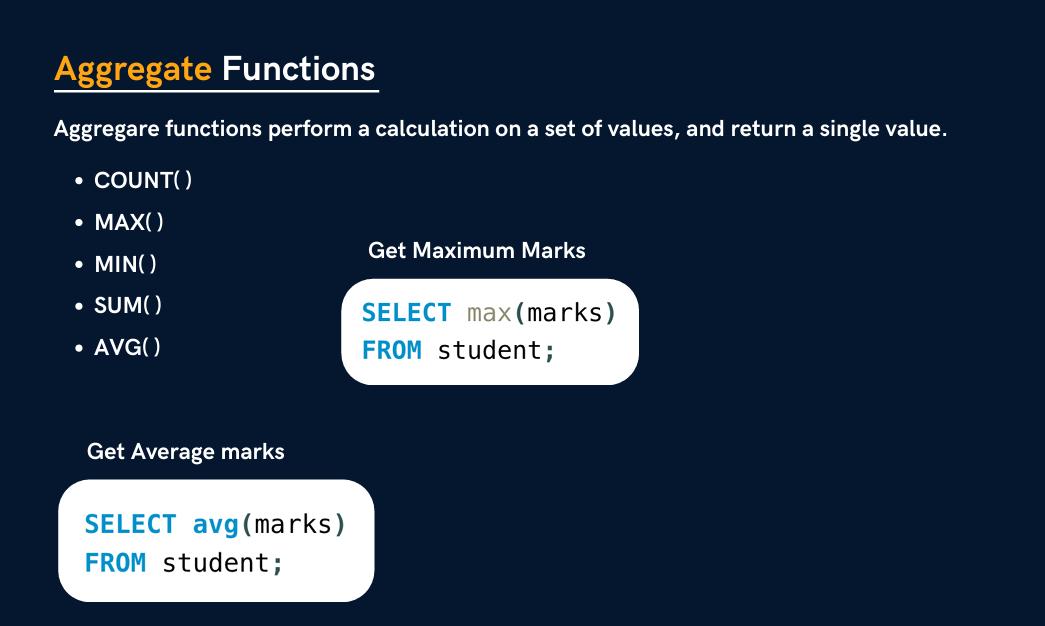 Aggregate Functions
Aggregare functions perform a calculation on a set of values, and return a single value.
• COUNT( )
• MAX( )
• MIN( )
• SUM( )
• AVG( )
Get Maximum Marks
SELECT max(marks)
FROM student;
Get Average marks
SELECT avg(marks)
FROM student;